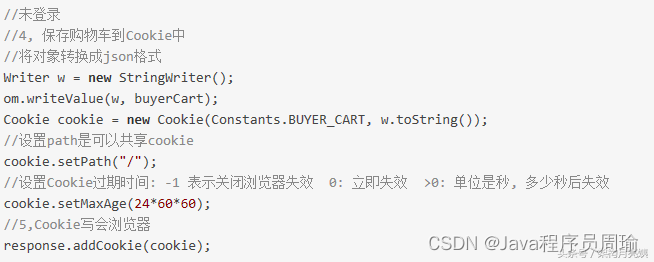 //未登录
//4, 保存购物车到Cookie中
//将对象转换成json格式
Writer w = new StringWriter();
om.writeValue(w, buyerCart);
Cookie cookie = new Cookie(Constants.BUYER_CART, w.toString());
//设置path是可以共享cookie
cookie.setPath("/");
//设置Cookie过期时间: -1 表示关闭浏览器失效  0: 立即失效  >0: 单位是秒, 多少秒后失效
cookie.setMaxAge(24*60*60);
//5,Cookie写会浏览器
response.addCookie(cookie);
CSDN @Java程序员周瑜